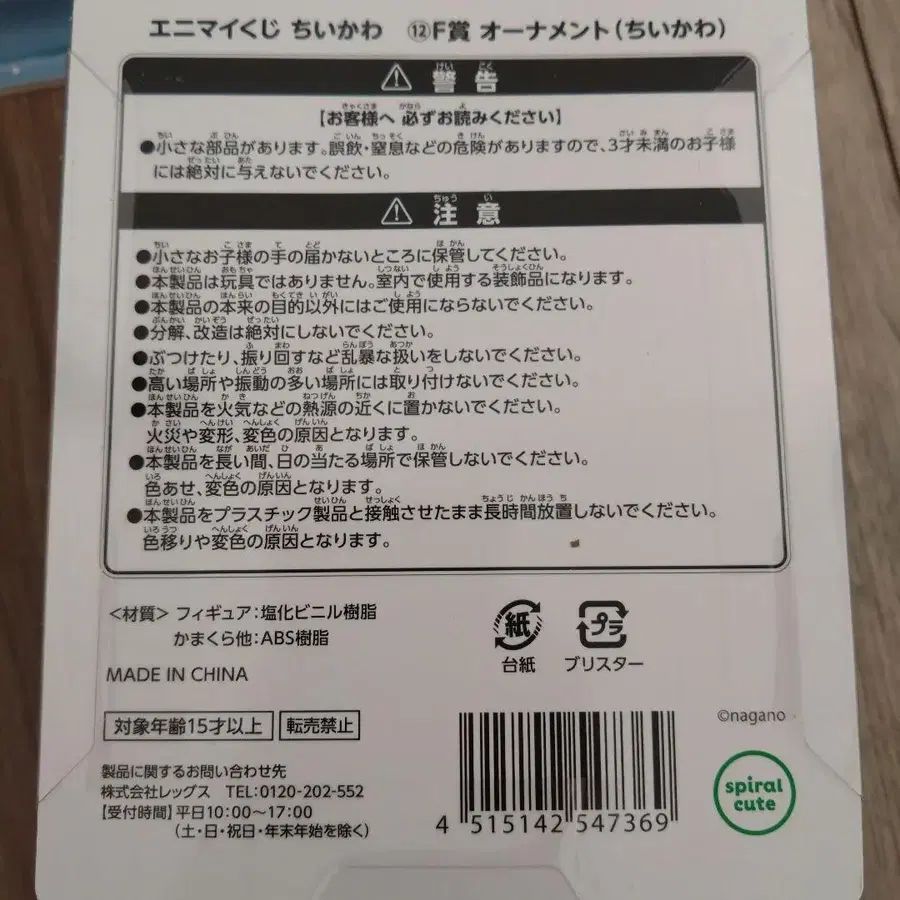 エニマイくじ ちいかわ ⑫F賞 オーナメント(ちいかわ)
⚠ 警告
【お客様へ 必ずお読みください】
●小さな部品があります。誤飲・窒息などの危険がありますので、3才未満のお子様
には絶対に与えないでください。
⚠ 注意
●小さなお子様の手の届かないところに保管してください。
●本製品は玩具ではありません。室内で使用する装飾品になります。
●本製品の本来の目的以外にはご使用にならないでください。
●分解、改造は絶対にしないでください。
●ぶつけたり、振り回すなど乱暴な扱いをしないでください。
●高い場所や振動の多い場所には取り付けないでください。
●本製品を火気などの熱源の近くに置かないでください。
火災や変形、変色の原因となります。
●本製品を長い間、日の当たる場所で保管しないでください。
色あせ、変色の原因となります。
●本製品をプラスチック製品と接触させたまま長時間放置しないでください。
色移りや変色の原因となります。
<材質> フィギュア:塩化ビニル樹脂
かまくら他:ABS樹脂
MADE IN CHINA
紙
台紙
プラ
ブリスター
対象年齢15才以上
転売禁止
©nagano
製品に関するお問い合わせ先
株式会社レッグス TEL:0120-202-552
【受付時間】平日10:00~17:00
(土・日・祝日・年末年始を除く)
4 515142 547369
spiral
cute